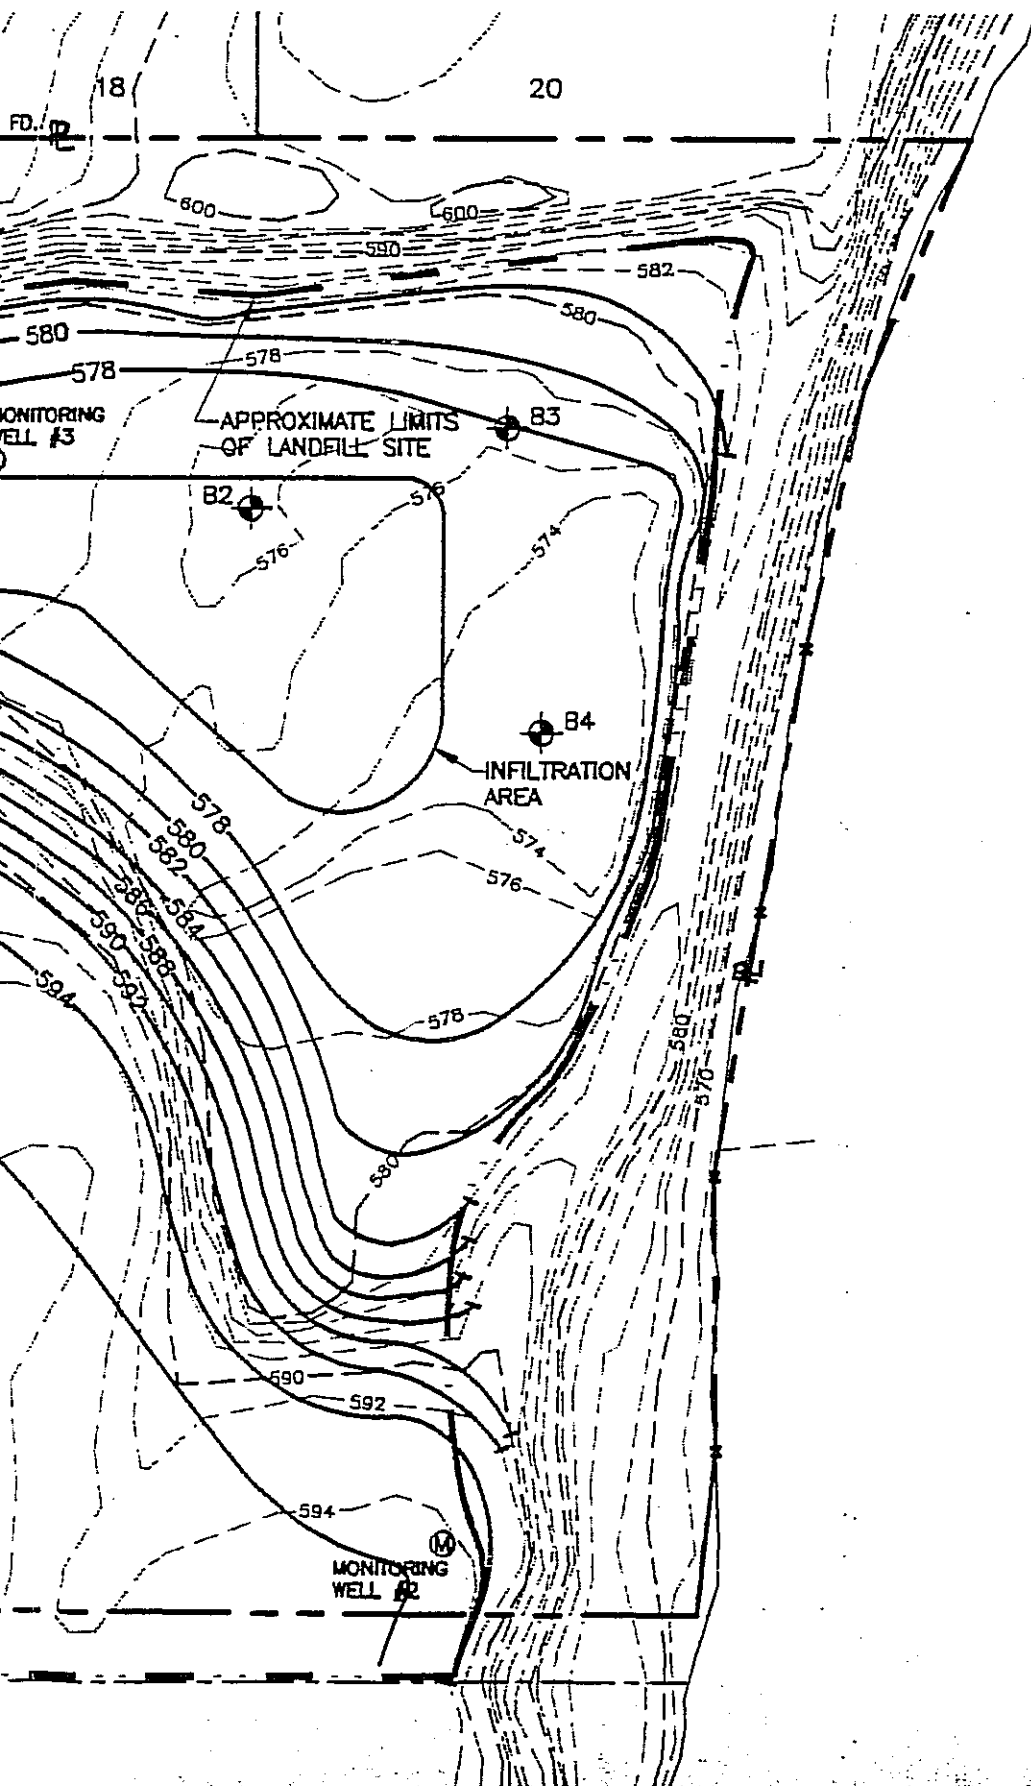 18
20
FD.
600
600
590
582
580
580
578
578
MONITORING
WELL #3
APPROXIMATE LIMITS
OF LANDFILL SITE
B3
B2
576
574
576
B4
INFILTRATION
AREA
578
580
582
574
576
586
584
590
588
594
592
578
580
570
580
590
592
594
M
MONITORING
WELL #2